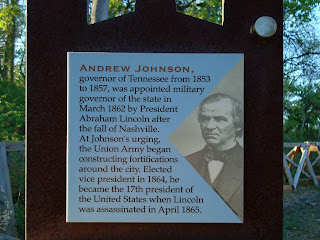 ANDREW JOHNSON,
governor of Tennessee from 1853
to 1857, was appointed military
governor of the state in
March 1862 by President
Abraham Lincoln after
the fall of Nashville.
At Johnson's urging,
the Union Army began
constructing fortifications
around the city. Elected
vice president in 1864, he
became the 17th president of
the United States when Lincoln
was assassinated in April 1865.